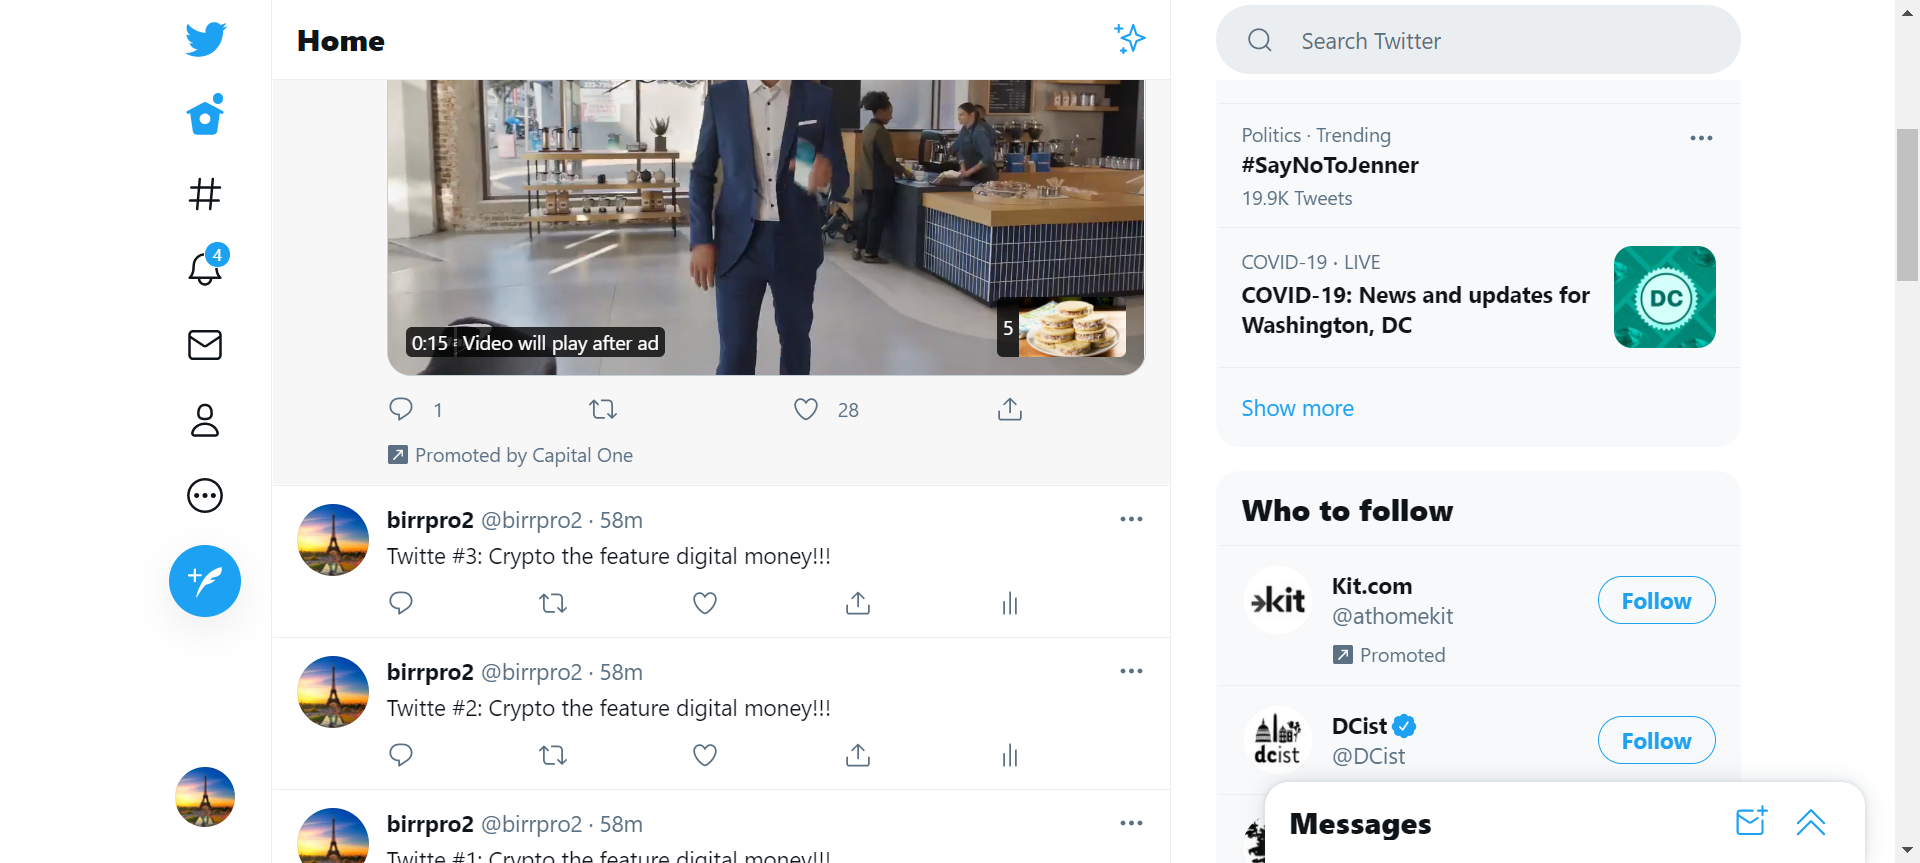 Home
0:15 Video will play after ad
5
1
28
Promoted by Capital One
birrpro2 @birrpro2 · 58m
Twitte #3: Crypto the feature digital money!!!
birrpro2 @birrpro2 · 58m
Twitte #2: Crypto the feature digital money!!!
birrpro2 @birrpro2 · 58m
Twitte #1: Crypto the feature digital money!!!
4
Search Twitter
Politics · Trending
#SayNoToJenner
19.9K Tweets
COVID-19 · LIVE
COVID-19: News and updates for
Washington, DC
DC
Show more
Who to follow
kit
Kit.com
@athomekit
Promoted
Follow
dcist
DCist
@DCist
Follow
Messages